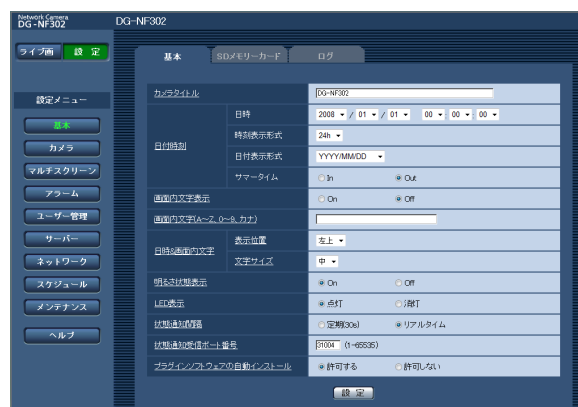 Network Camera
DG-NF302
DG-NF302
ライブ画 設 定
基本 SDメモリーカード ログ
設定メニュー
基本
カメラ
マルチスクリーン
アラーム
ユーザー管理
サーバー
ネットワーク
スケジュール
メンテナンス
ヘルプ
カメラタイトル DG-NF302
日付時刻
日時 2008 / 01 / 01 00 : 00 : 00
時刻表示形式 24h
日付表示形式 YYYY/MM/DD
サマータイム In Out
画面内文字表示 On Off
画面内文字(A~Z, 0~9, カナ)
日時&画面内文字
表示位置 左上
文字サイズ 中
明るさ状態表示 On Off
LED表示 点灯 消灯
状態通知間隔 定期(30s) リアルタイム
状態通知受信ポート番号 31004 (1-65535)
プラグインソフトウェアの自動インストール 許可する 許可しない
設 定